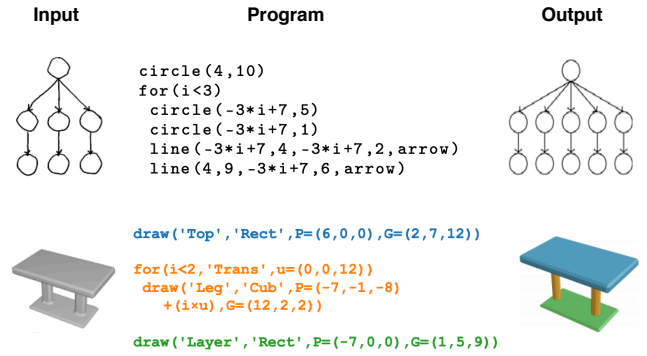 Input Program Output
circle(4,10)
for(i<3)
circle(-3*i+7,5)
circle(-3*i+7,1)
line(-3*i+7,4,-3*i+7,2,arrow)
line(4,9,-3*i+7,6,arrow)
draw('Top','Rect',P=(6,0,0),G=(2,7,12))
for(i<2,'Trans',u=(0,0,12))
draw('Leg','Cub',P=(-7,-1,-8)
+(i×u),G=(12,2,2))
draw('Layer','Rect',P=(-7,0,0),G=(1,5,9))